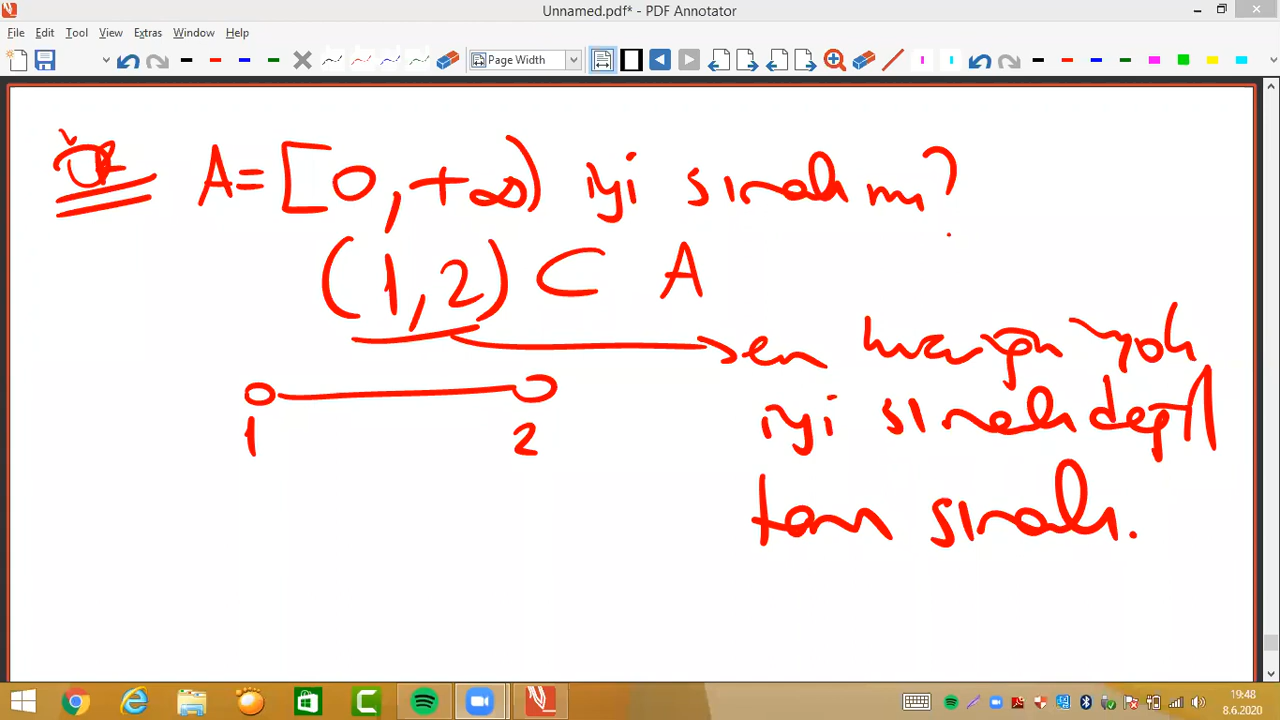 Unnamed.pdf* - PDF Annotator
File Edit Tool View Extras Window Help
Page Width
Ör A= [0, +∞) iyi sıralı mı?
(1,2) ⊂ A
en küçüğü yok
1 2
iyi sıralı değil
tam sıralı.
19:48
8.6.2020